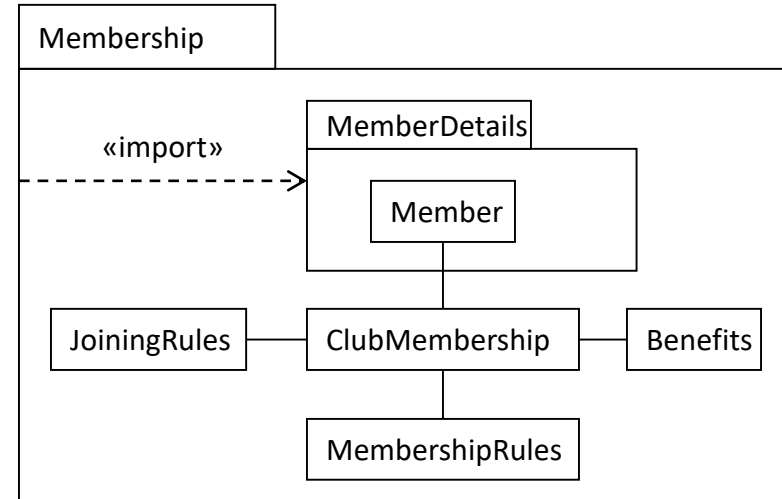 Membership
MemberDetails
«import»
Member
JoiningRules
ClubMembership
Benefits
MembershipRules